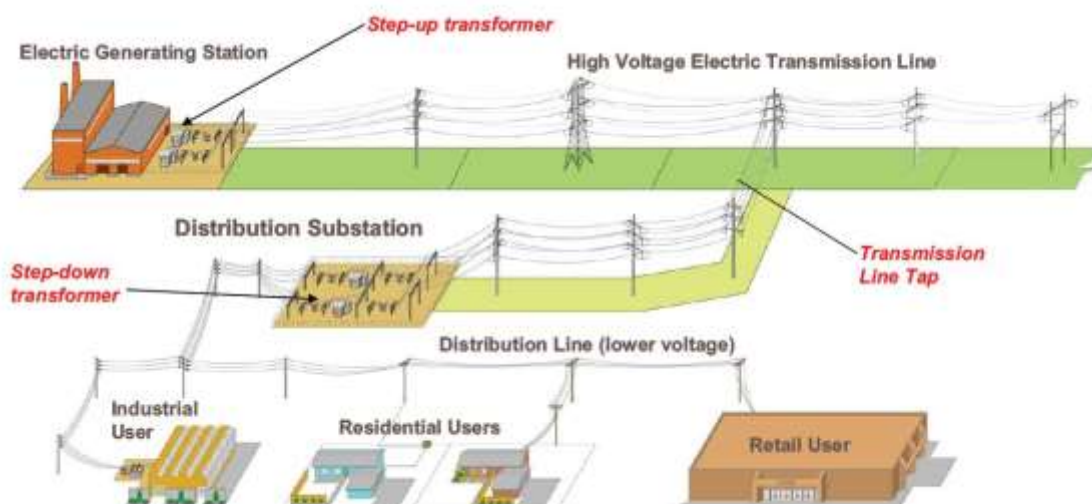 Step-up transformer
Electric Generating Station
High Voltage Electric Transmission Line
Distribution Substation
Step-down
transformer
Transmission
Line Tap
Distribution Line (lower voltage)
Industrial
User
Residential Users
Retail User